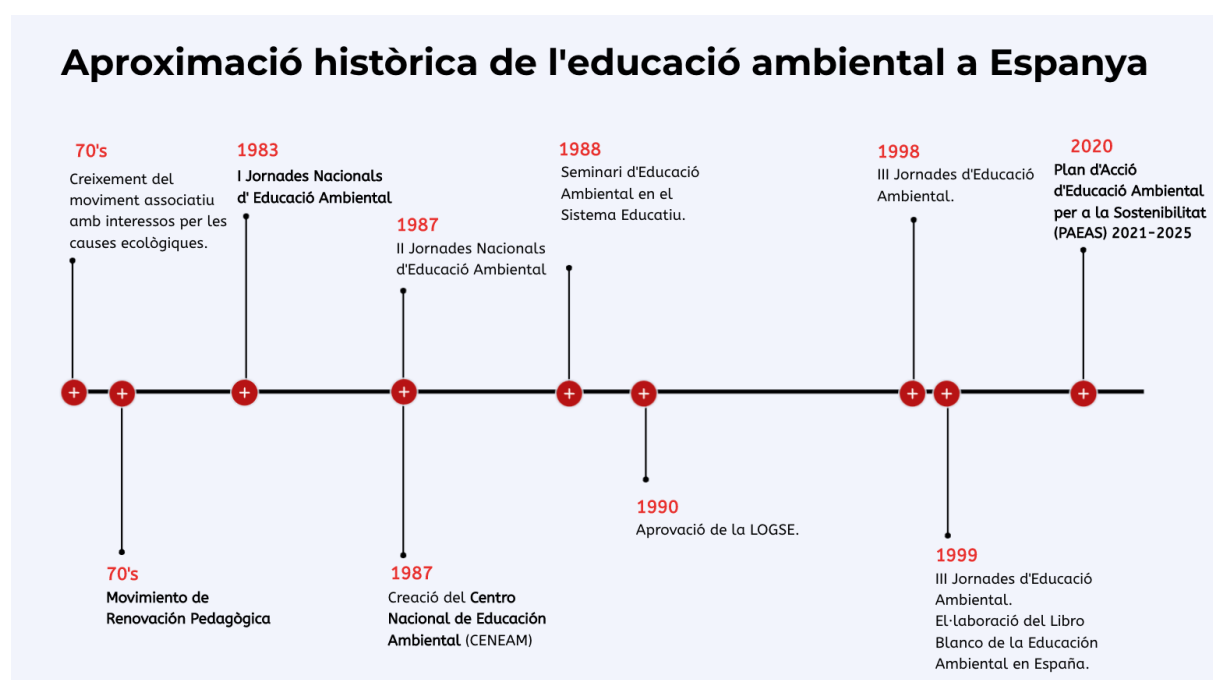 Aproximació històrica de l'educació ambiental a Espanya
70's
Creixement del
moviment associatiu
amb interessos per les
causes ecològiques.
1983
I Jornades Nacionals
d' Educació Ambiental
1987
II Jornades Nacionals
d'Educació Ambiental
1988
Seminari d'Educació
Ambiental en el
Sistema Educatiu.
1998
III Jornades d'Educació
Ambiental.
2020
Plan d'Acció
d'Educació Ambiental
per a la Sostenibilitat
(PAEAS) 2021-2025
70's
Movimiento de
Renovación Pedagògica
1987
Creació del Centro
Nacional de Educación
Ambiental (CENEAM)
1990
Aprovació de la LOGSE.
1999
III Jornades d'Educació
Ambiental.
El·laboració del Libro
Blanco de la Educación
Ambiental en España.